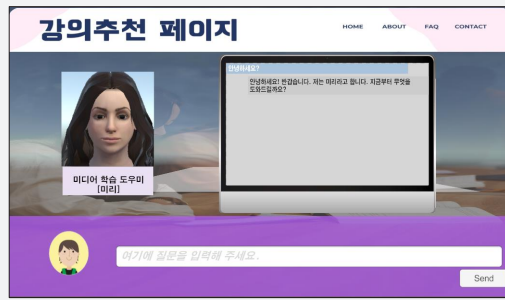 강의추천 페이지
HOME ABOUT FAQ CONTACT
안녕하세요?
안녕하세요! 반갑습니다. 저는 미리라고 합니다. 지금부터 무엇을
도와드릴까요?
미디어 학습 도우미
[미리]
여기에 질문을 입력해 주세요.
Send